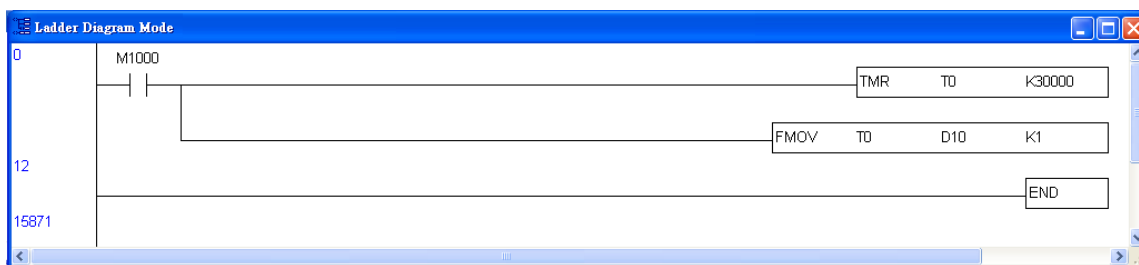 Ladder Diagram Mode
0
M1000
TMR T0 K30000
FMOV T0 D10 K1
12
END
15871